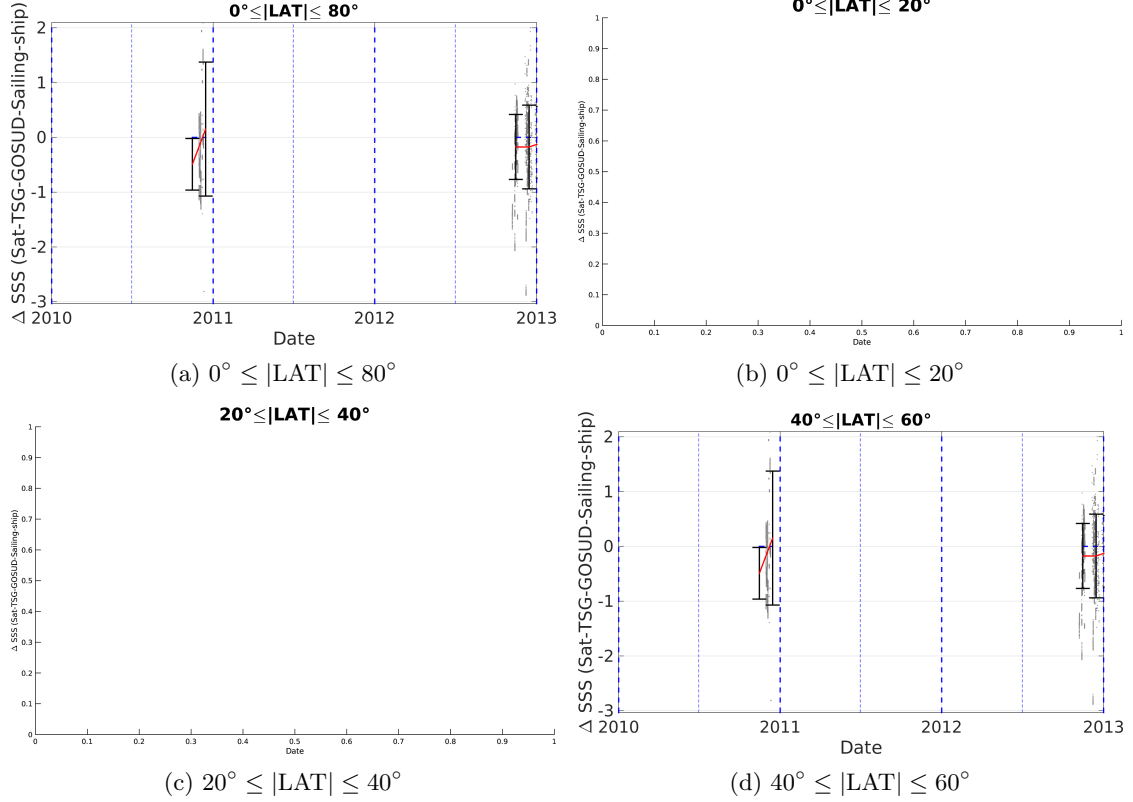 0°≤|LAT|≤ 80°
Δ SSS (Sat-TSG-GOSUD-Sailing-ship)
2
1
0
-1
-2
-3
2010 2011 2012 2013
Date
(a) 0° ≤ |LAT| ≤ 80°
0°≤|LAT|≤ 20°
Δ SSS (Sat-TSG-GOSUD-Sailing-ship)
1
0.9
0.8
0.7
0.6
0.5
0.4
0.3
0.2
0.1
0
0 0.1 0.2 0.3 0.4 0.5 0.6 0.7 0.8 0.9 1
Date
(b) 0° ≤ |LAT| ≤ 20°
20°≤|LAT|≤ 40°
Δ SSS (Sat-TSG-GOSUD-Sailing-ship)
1
0.9
0.8
0.7
0.6
0.5
0.4
0.3
0.2
0.1
0
0 0.1 0.2 0.3 0.4 0.5 0.6 0.7 0.8 0.9 1
Date
(c) 20° ≤ |LAT| ≤ 40°
40°≤|LAT|≤ 60°
Δ SSS (Sat-TSG-GOSUD-Sailing-ship)
2
1
0
-1
-2
-3
2010 2011 2012 2013
Date
(d) 40° ≤ |LAT| ≤ 60°